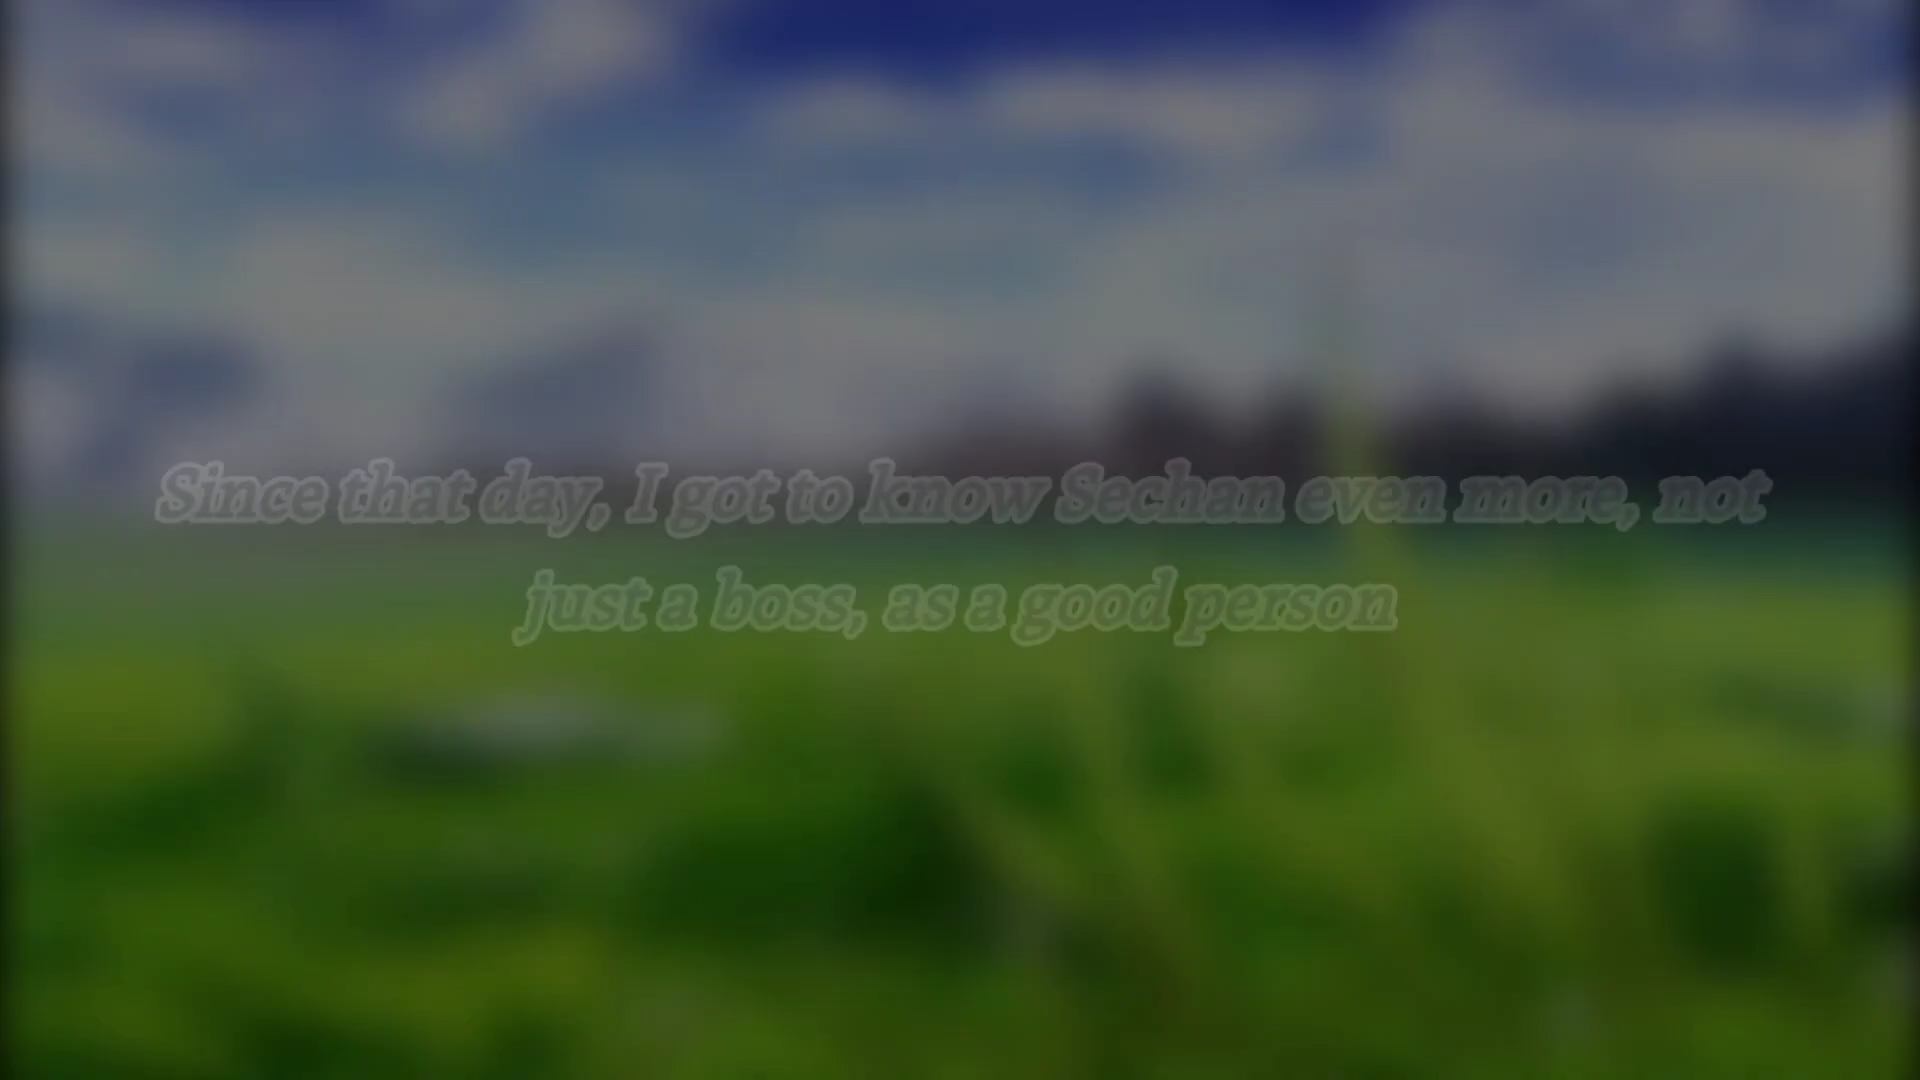 Since that day, I got to know Sechan even more, not
just a boss, as a good person